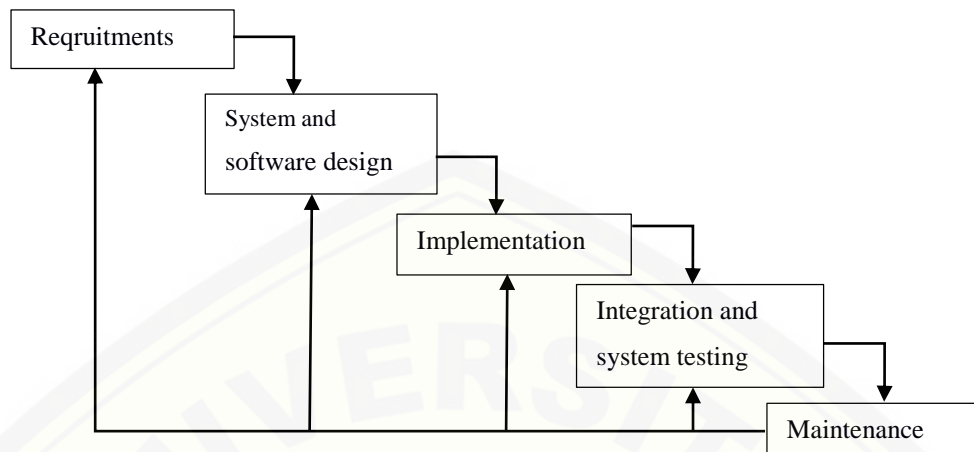 Reqruitments
System and
software design
Implementation
Integration and
system testing
Maintenance